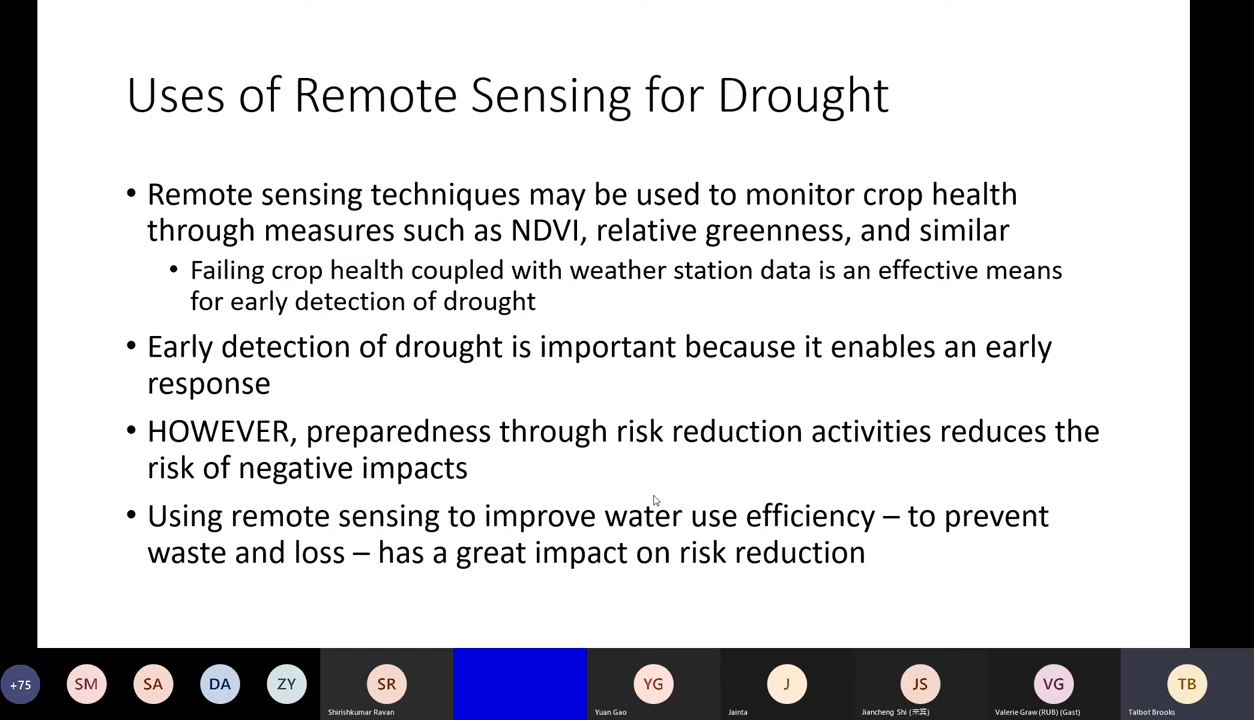 Uses of Remote Sensing for Drought
• Remote sensing techniques may be used to monitor crop health
through measures such as NDVI, relative greenness, and similar
• Failing crop health coupled with weather station data is an effective means
for early detection of drought
• Early detection of drought is important because it enables an early
response
• HOWEVER, preparedness through risk reduction activities reduces the
risk of negative impacts
• Using remote sensing to improve water use efficiency – to prevent
waste and loss – has a great impact on risk reduction
+75 SM SA DA ZY SR YG J JS VG TB
Shirishkumar Ravan Yuan Gao Jainta Jiancheng Shi Valerie Graw (RUB) (Gast) Talbot Brooks